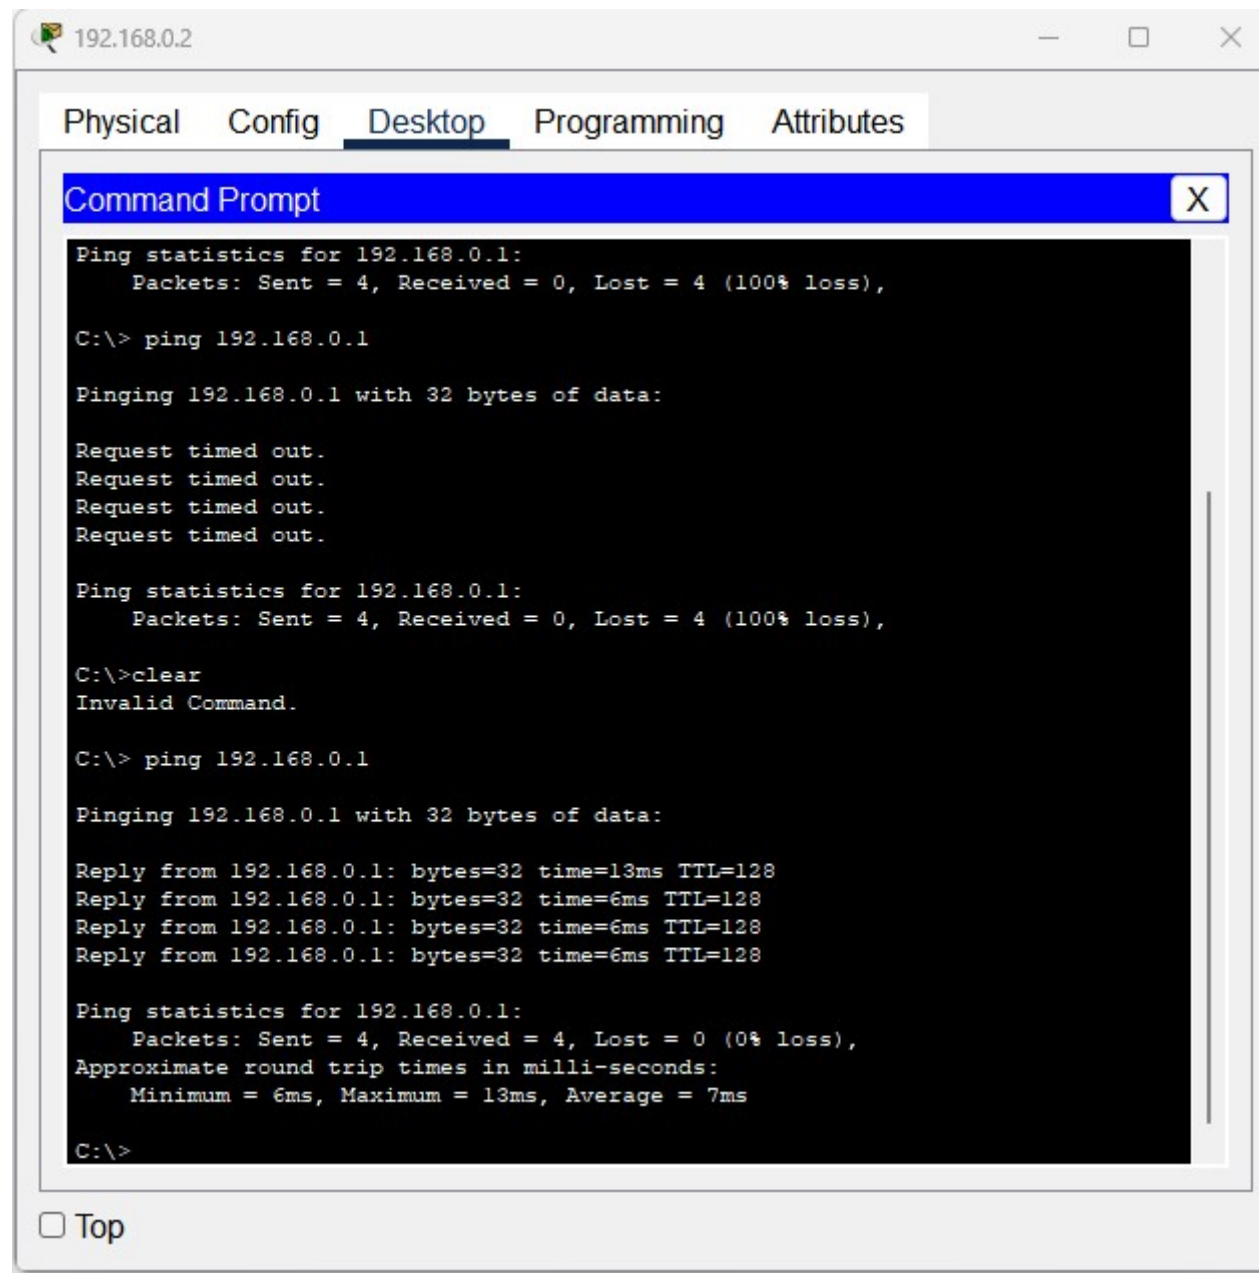 192.168.0.2
Physical Config Desktop Programming Attributes
Command Prompt X
Ping statistics for 192.168.0.1:
    Packets: Sent = 4, Received = 0, Lost = 4 (100% loss),
C:\> ping 192.168.0.1
Pinging 192.168.0.1 with 32 bytes of data:
Request timed out.
Request timed out.
Request timed out.
Request timed out.
Ping statistics for 192.168.0.1:
    Packets: Sent = 4, Received = 0, Lost = 4 (100% loss),
C:\>clear
Invalid Command.
C:\> ping 192.168.0.1
Pinging 192.168.0.1 with 32 bytes of data:
Reply from 192.168.0.1: bytes=32 time=13ms TTL=128
Reply from 192.168.0.1: bytes=32 time=6ms TTL=128
Reply from 192.168.0.1: bytes=32 time=6ms TTL=128
Reply from 192.168.0.1: bytes=32 time=6ms TTL=128
Ping statistics for 192.168.0.1:
    Packets: Sent = 4, Received = 4, Lost = 0 (0% loss),
Approximate round trip times in milli-seconds:
    Minimum = 6ms, Maximum = 13ms, Average = 7ms
C:\>
Top